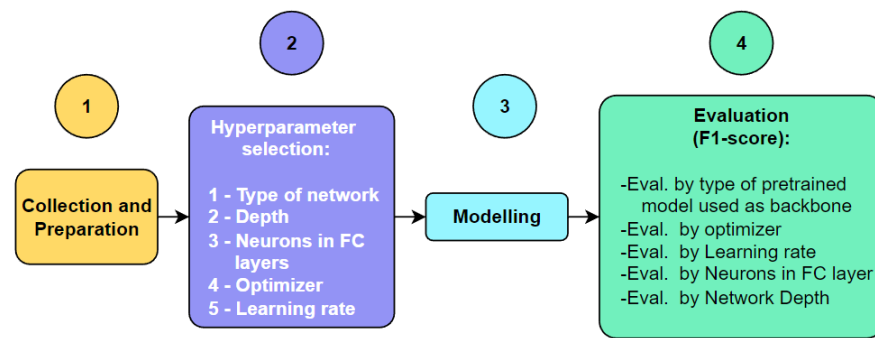 1
Collection and
Preparation
2
Hyperparameter
selection:
1 - Type of network
2 - Depth
3 - Neurons in FC
layers
4 - Optimizer
5 - Learning rate
3
Modelling
4
Evaluation
(F1-score):
-Eval. by type of pretrained
model used as backbone
-Eval. by optimizer
-Eval. by Learning rate
-Eval. by Neurons in FC layer
-Eval. by Network Depth